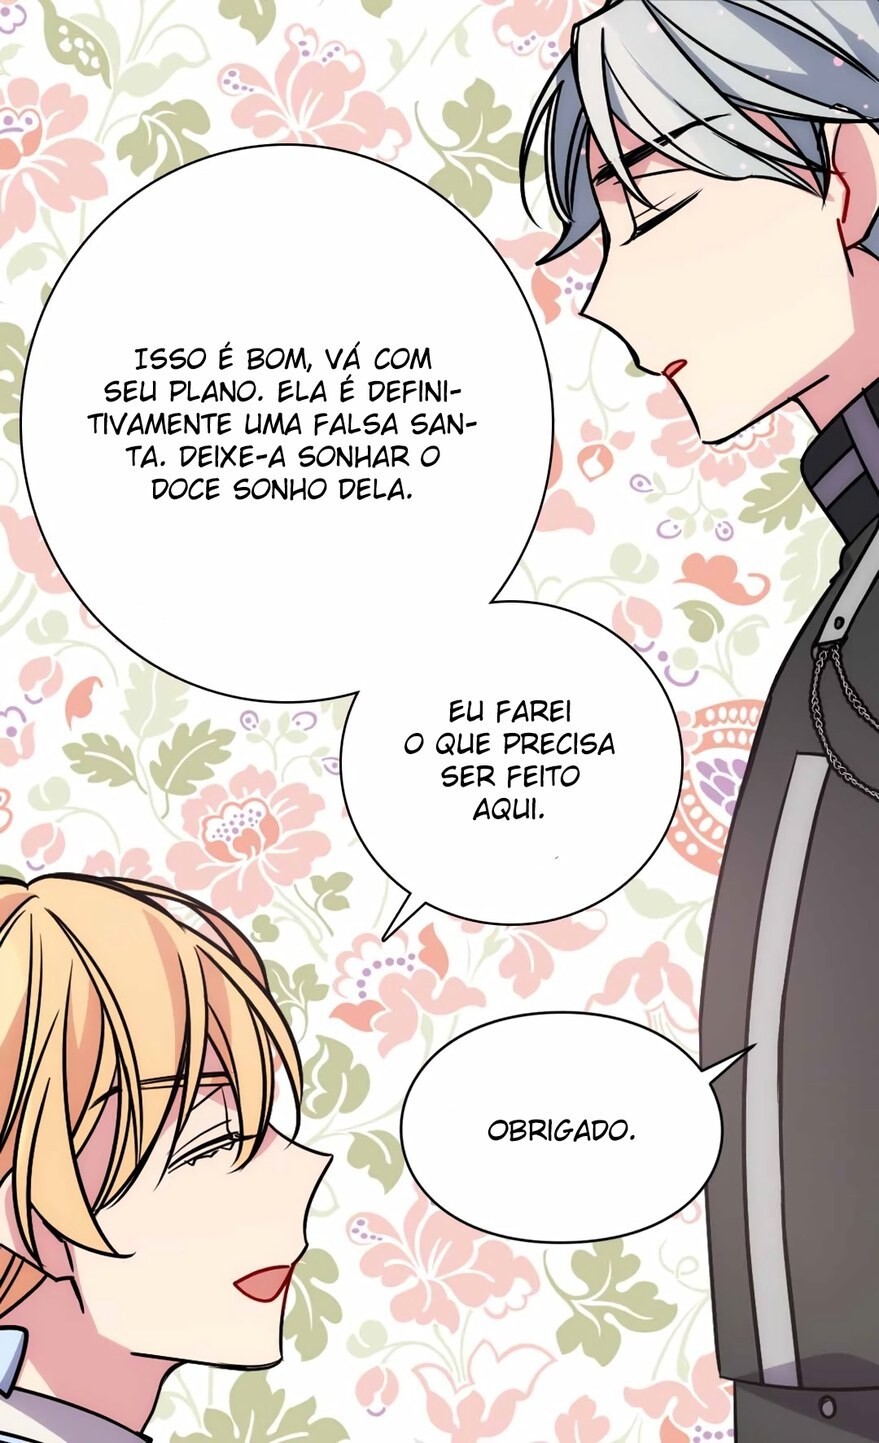 ISSO É BOM, VÁ COM
SEU PLANO. ELA É DEFINI-
TIVAMENTE UMA FALSA SAN-
TA. DEIXE-A SONHAR O
DOCE SONHO DELA.
EU FAREI
O QUE PRECISA
SER FEITO
AQUI.
OBRIGADO.